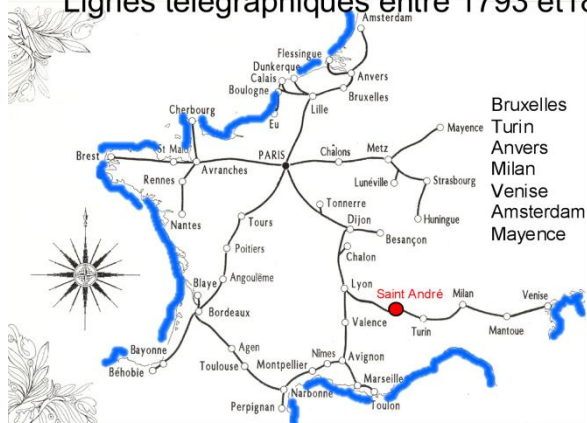 Lignes télégraphiques entre 1793 et18
Amsterdam
Flessingue
Dunkerque
Calais
Anvers
Boulogne
Bruxelles
Lille
Eu
Cherbourg
Brest
St Malo
Avranches
PARIS
Châlons
Metz
Mayence
Rennes
Lunéville
Strasbourg
Nantes
Huningue
Tonnerre
Tours
Dijon
Besançon
Poitiers
Chalon
Angoulême
Blaye
Lyon
Saint André
Milan
Venise
Bordeaux
Valence
Turin
Mantoue
Bayonne
Agen
Béhobie
Toulouse
Montpellier
Nîmes
Avignon
Marseille
Narbonne
Toulon
Perpignan
Bruxelles
Turin
Anvers
Milan
Venise
Amsterdam
Mayence